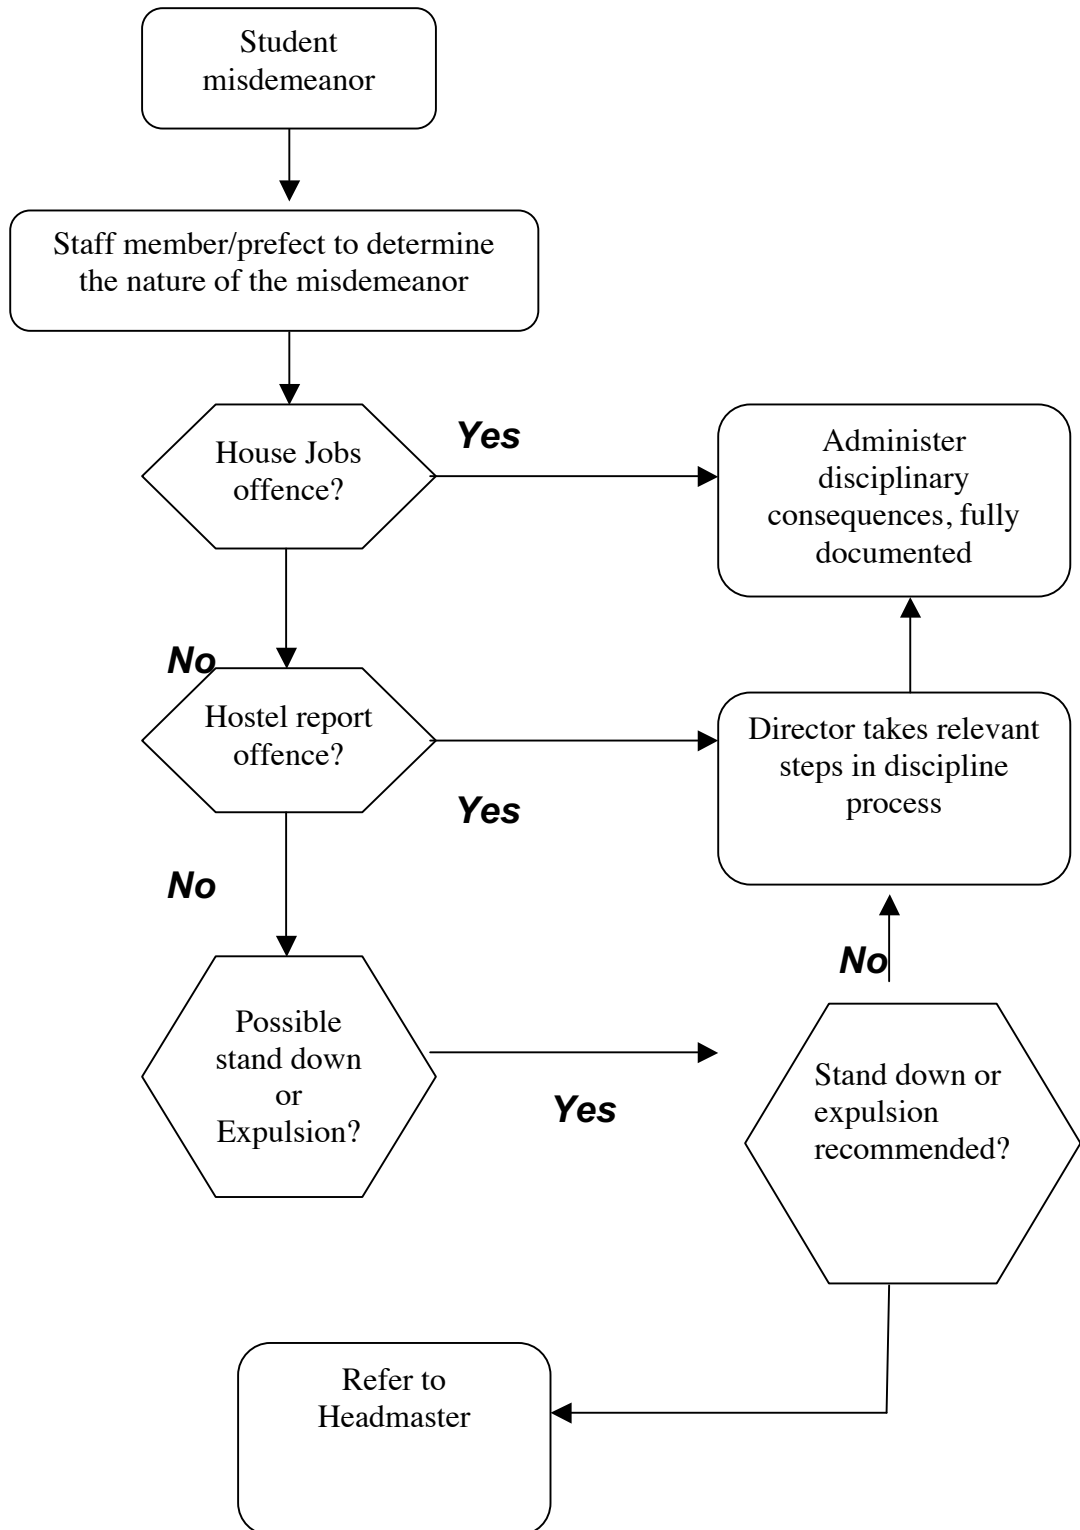 Student
misdemeanor
Staff member/prefect to determine
the nature of the misdemeanor
House Jobs
offence?
Yes
Administer
disciplinary
consequences, fully
documented
No
Hostel report
offence?
Yes
Director takes relevant
steps in discipline
process
No
Possible
stand down
or
Expulsion?
Yes
No
Stand down or
expulsion
recommended?
Refer to
Headmaster